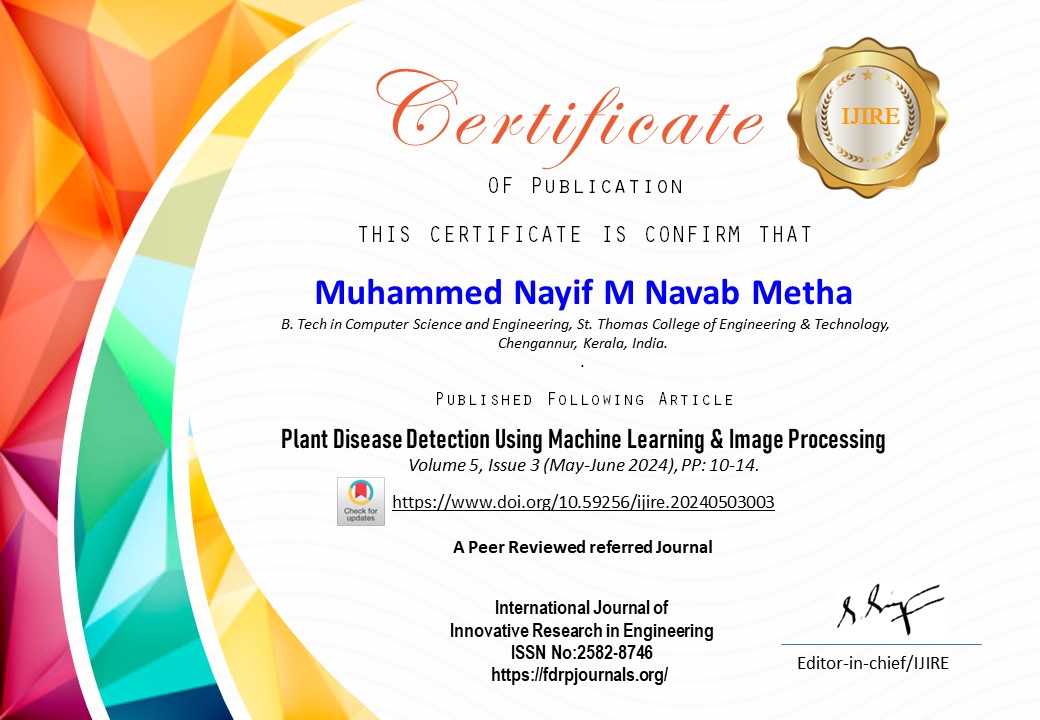 Certificate
IJIRE
OF PUBLICATION
THIS CERTIFICATE IS CONFIRM THAT
Muhammed Nayif M Navab Metha
B. Tech in Computer Science and Engineering, St. Thomas College of Engineering & Technology,
Chengannur, Kerala, India.
.
PUBLISHED FOLLOWING ARTICLE
Plant Disease Detection Using Machine Learning & Image Processing
Volume 5, Issue 3 (May-June 2024), PP: 10-14.
Check for
updates
https://www.doi.org/10.59256/ijire.20240503003
A Peer Reviewed referred Journal
International Journal of
Innovative Research in Engineering
ISSN No:2582-8746
https://fdrpjournals.org/
Editor-in-chief/IJIRE